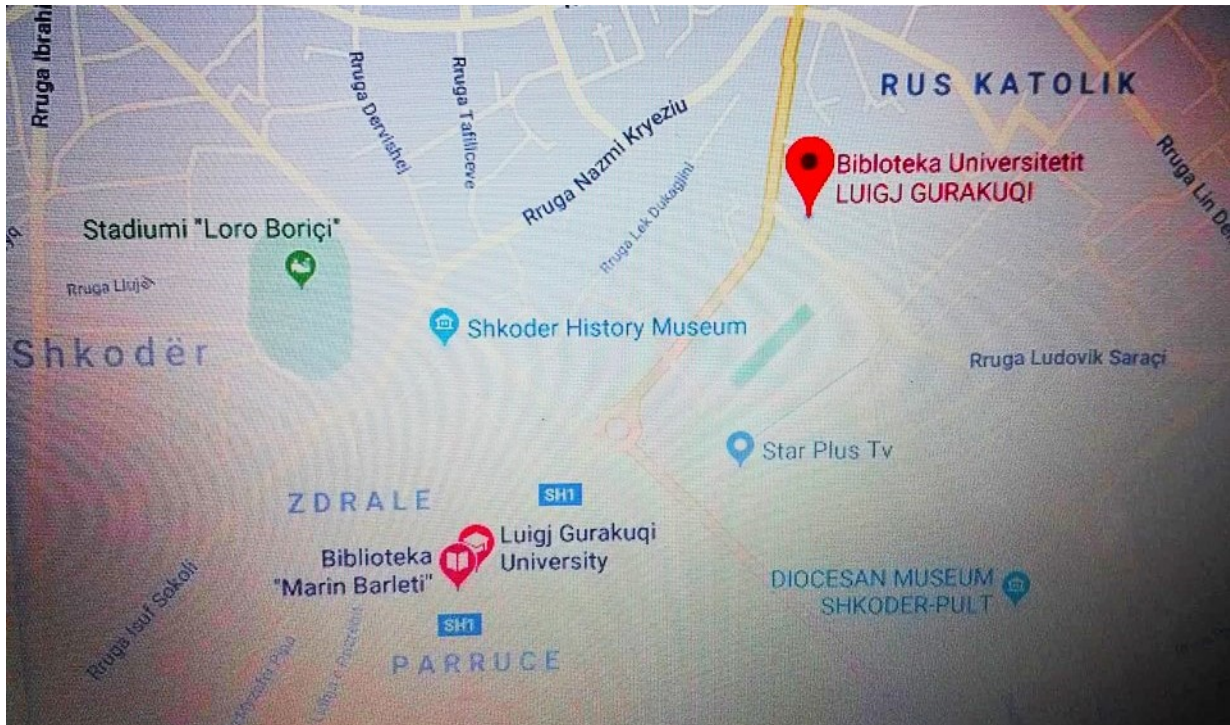 Rruga Ibrahi
RUS KATOLIK
Rruga Dervishej
Rruga Tafiliceve
Rruga Nazmi Kryeziu
Rruga Lek Dukagjini
Bibloteka Universitetit
LUIGJ GURAKUQI
Rruga Lin De
Stadiumi "Loro Boriçi"
Rruga
Shkoder History Museum
Shkodër
Rruga Ludovik Saraçi
Star Plus Tv
ZDRALE
SH1
Luigj Gurakuqi
University
Biblioteka
"Marin Barleti"
DIOCESAN MUSEUM
SHKODER-PULT
Rruga Isuf Sokoli
SH1
PARRUCE